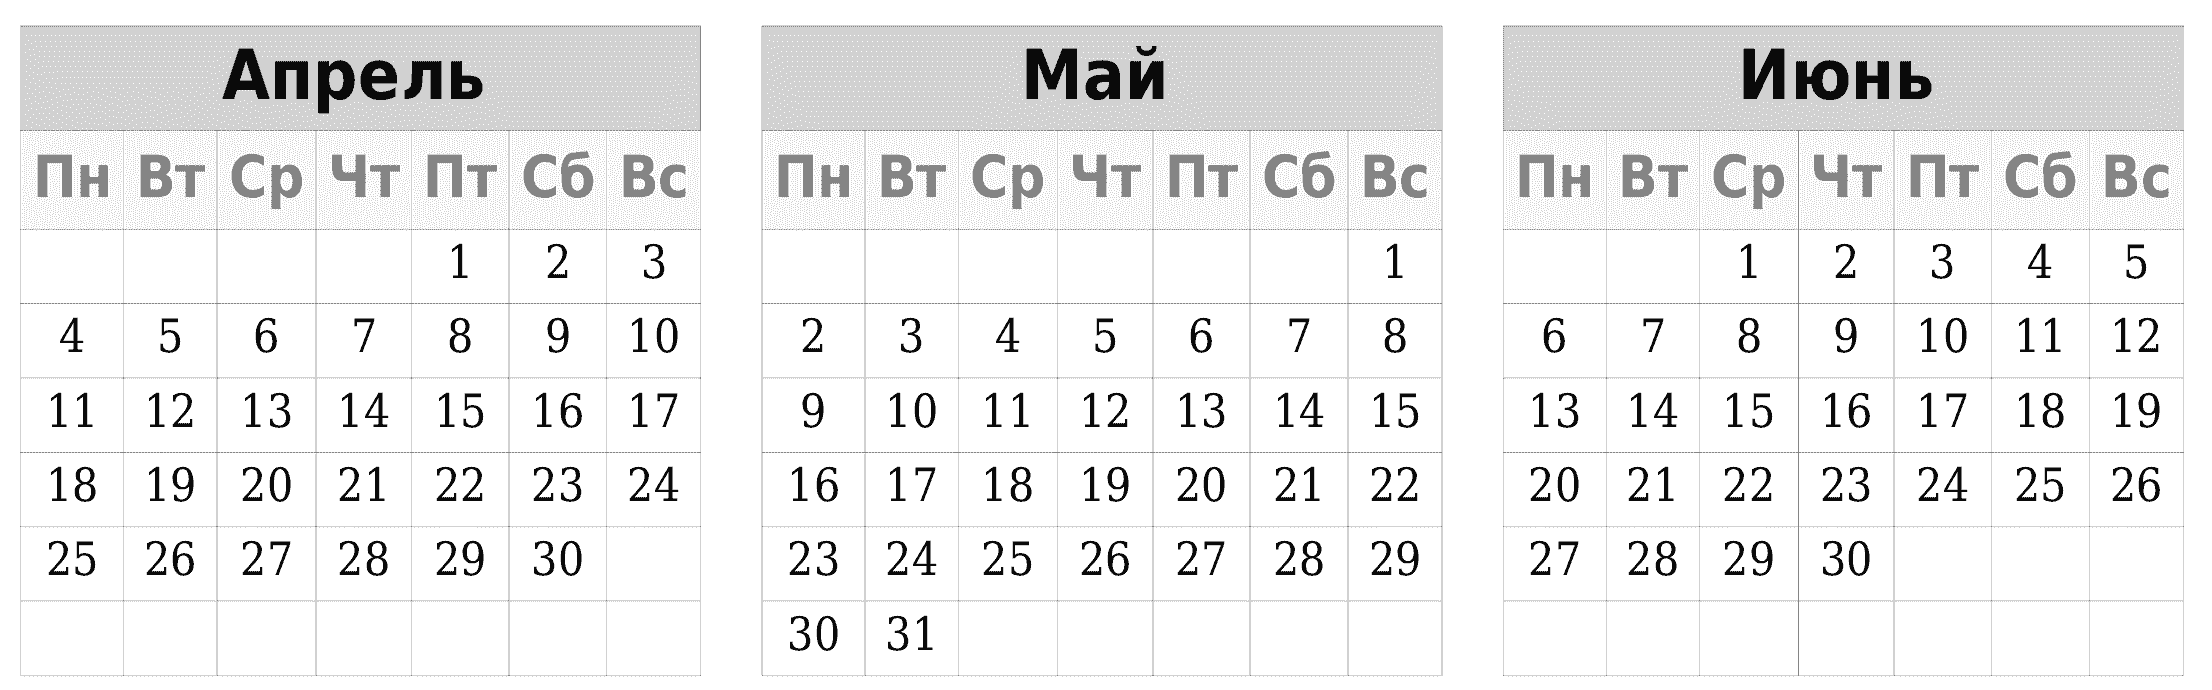 Апрель
Пн Вт Ср Чт Пт Сб Вс
1 2 3
4 5 6 7 8 9 10
11 12 13 14 15 16 17
18 19 20 21 22 23 24
25 26 27 28 29 30
Май
Пн Вт Ср Чт Пт Сб Вс
1
2 3 4 5 6 7 8
9 10 11 12 13 14 15
16 17 18 19 20 21 22
23 24 25 26 27 28 29
30 31
Июнь
Пн Вт Ср Чт Пт Сб Вс
1 2 3 4 5
6 7 8 9 10 11 12
13 14 15 16 17 18 19
20 21 22 23 24 25 26
27 28 29 30